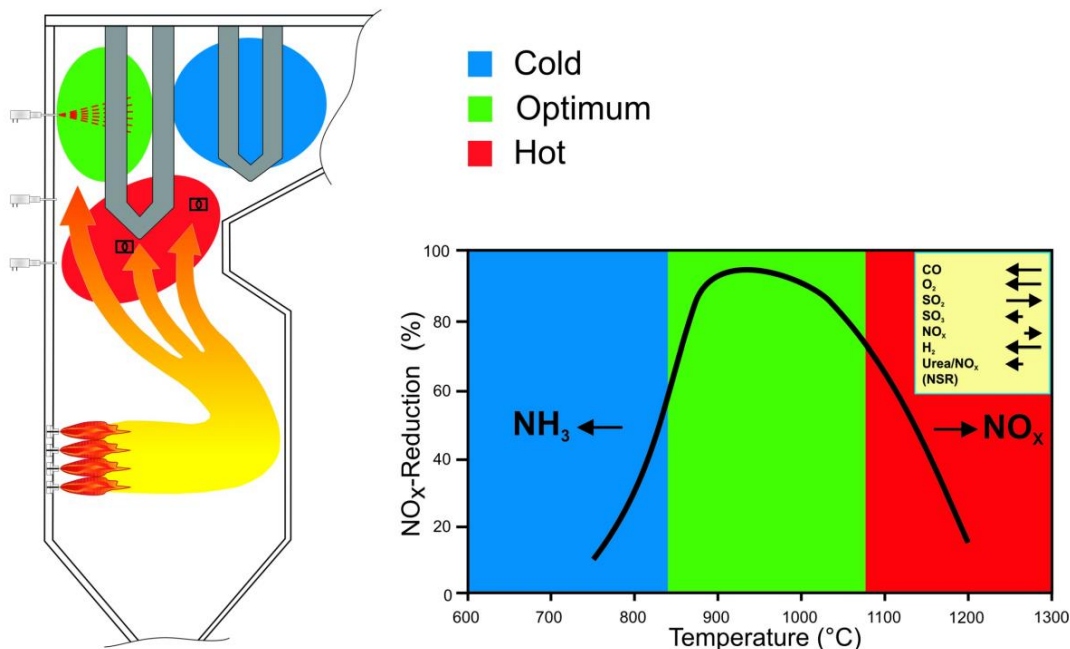 Cold
Optimum
Hot
NOx-Reduction (%)
100
80
60
40
20
0
600 700 800 900 1000 1100 1200 1300
Temperature (°C)
NH₃
NOₓ
CO
O₂
SO₂
SO₃
NOₓ
H₂
Urea/NOₓ
(NSR)